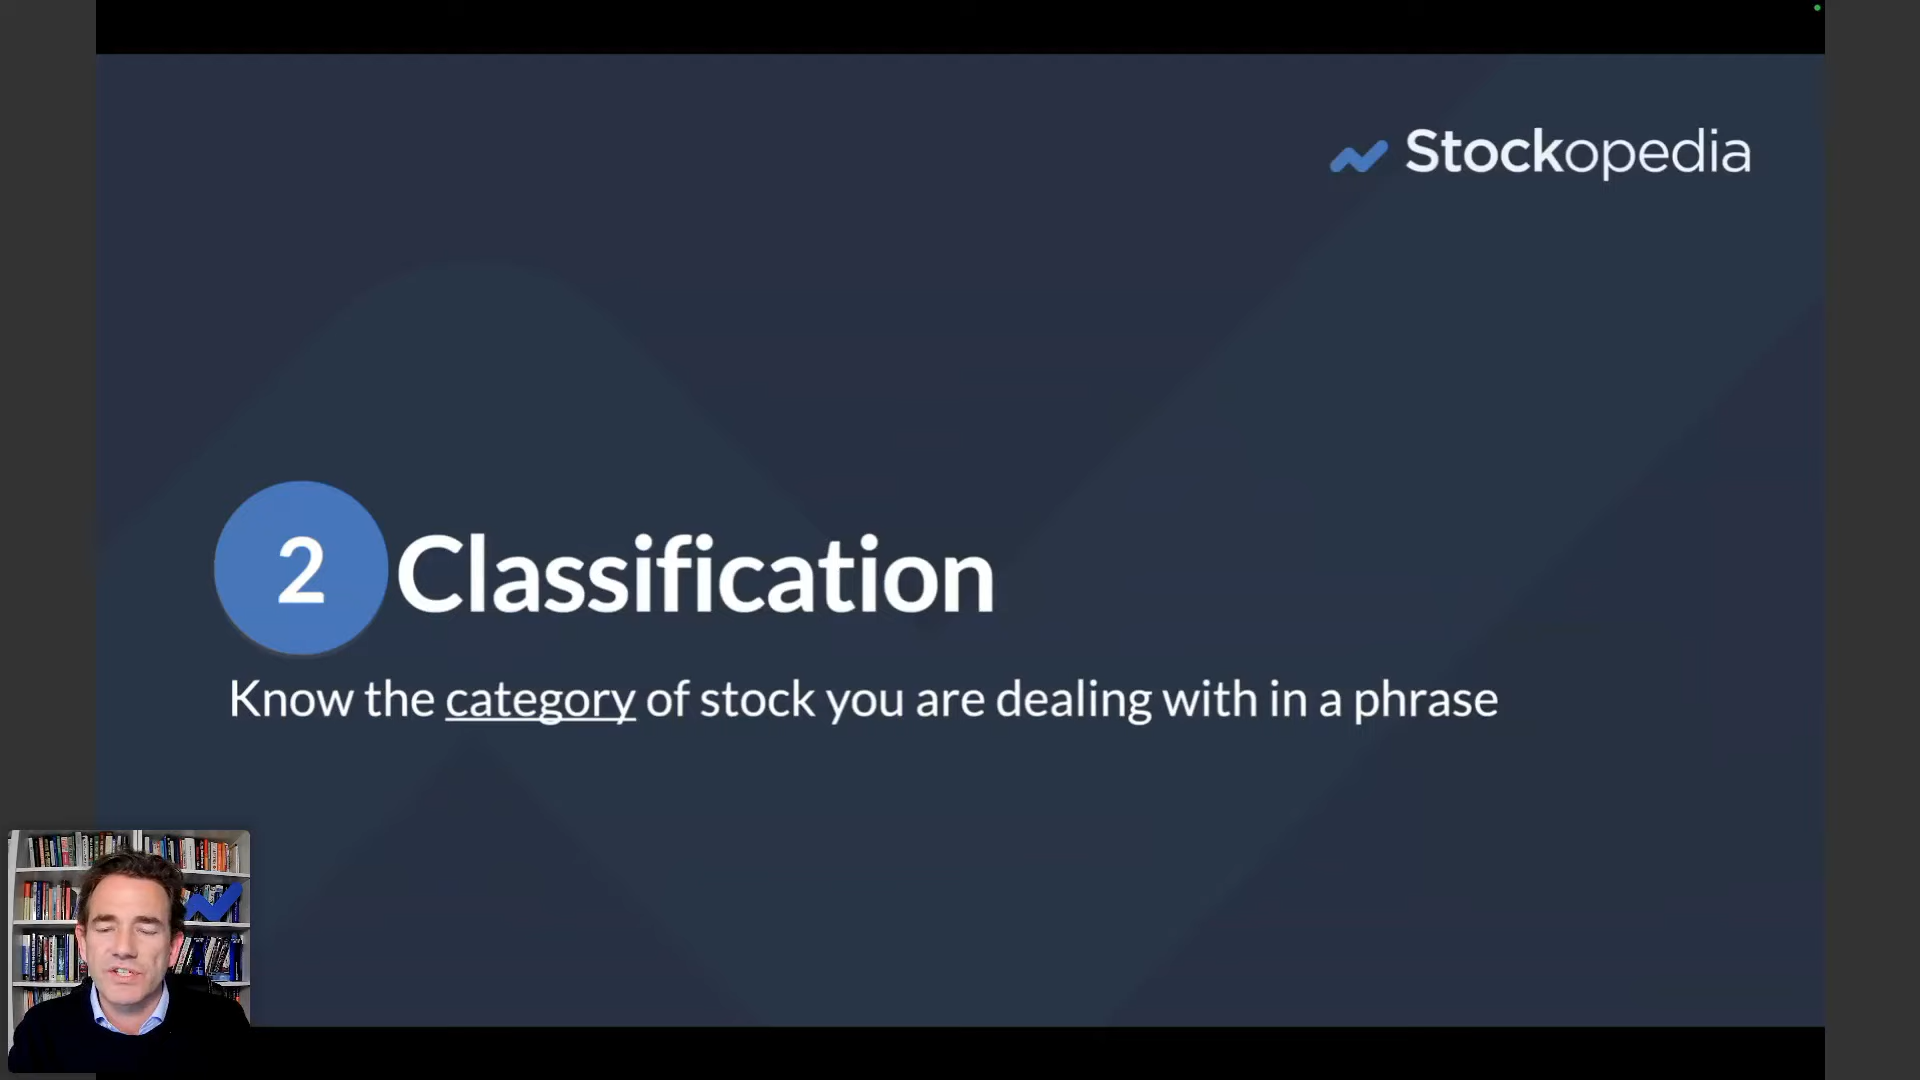 Stockopedia
2 Classification
Know the category of stock you are dealing with in a phrase